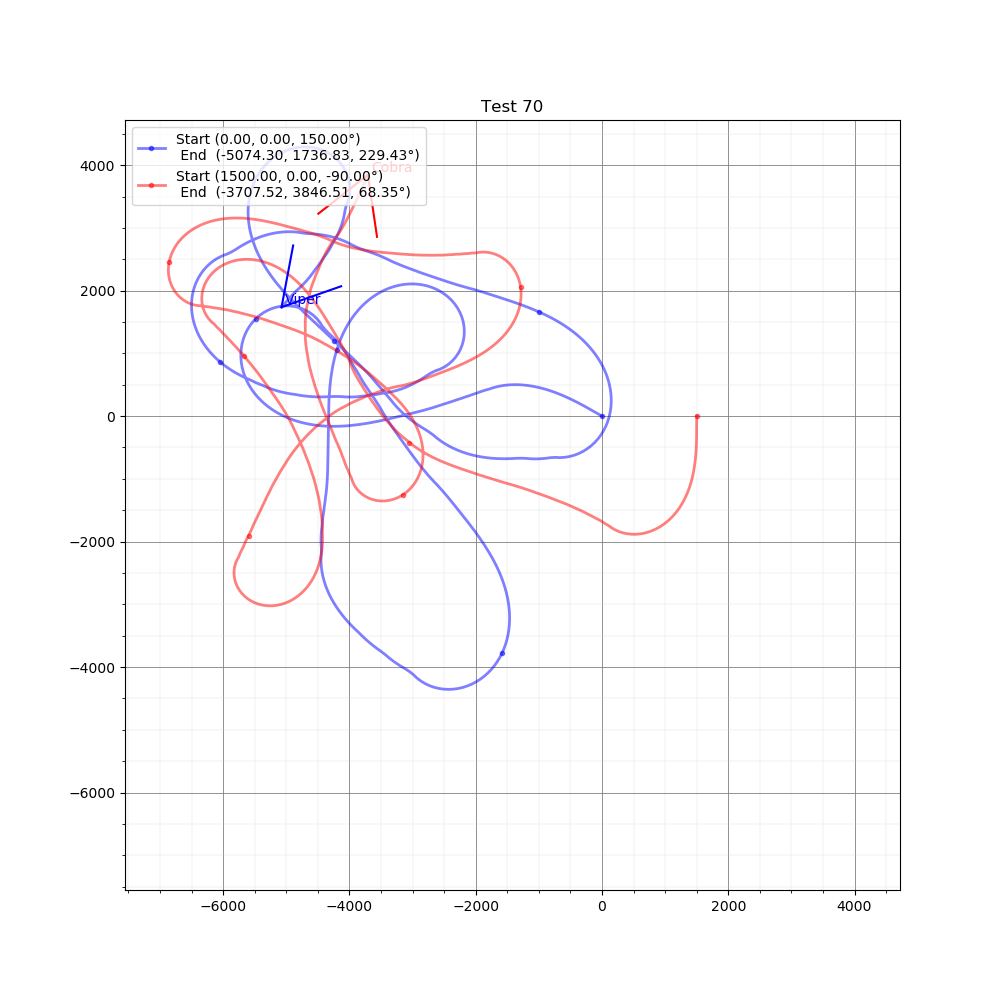 Test 70
Start (0.00, 0.00, 150.00°)
End (-5074.30, 1736.83, 229.43°)
Start (1500.00, 0.00, -90.00°)
End (-3707.52, 3846.51, 68.35°)
Cobra
Viper
4000
2000
0
−2000
−4000
−6000
−6000 −4000 −2000 0 2000 4000